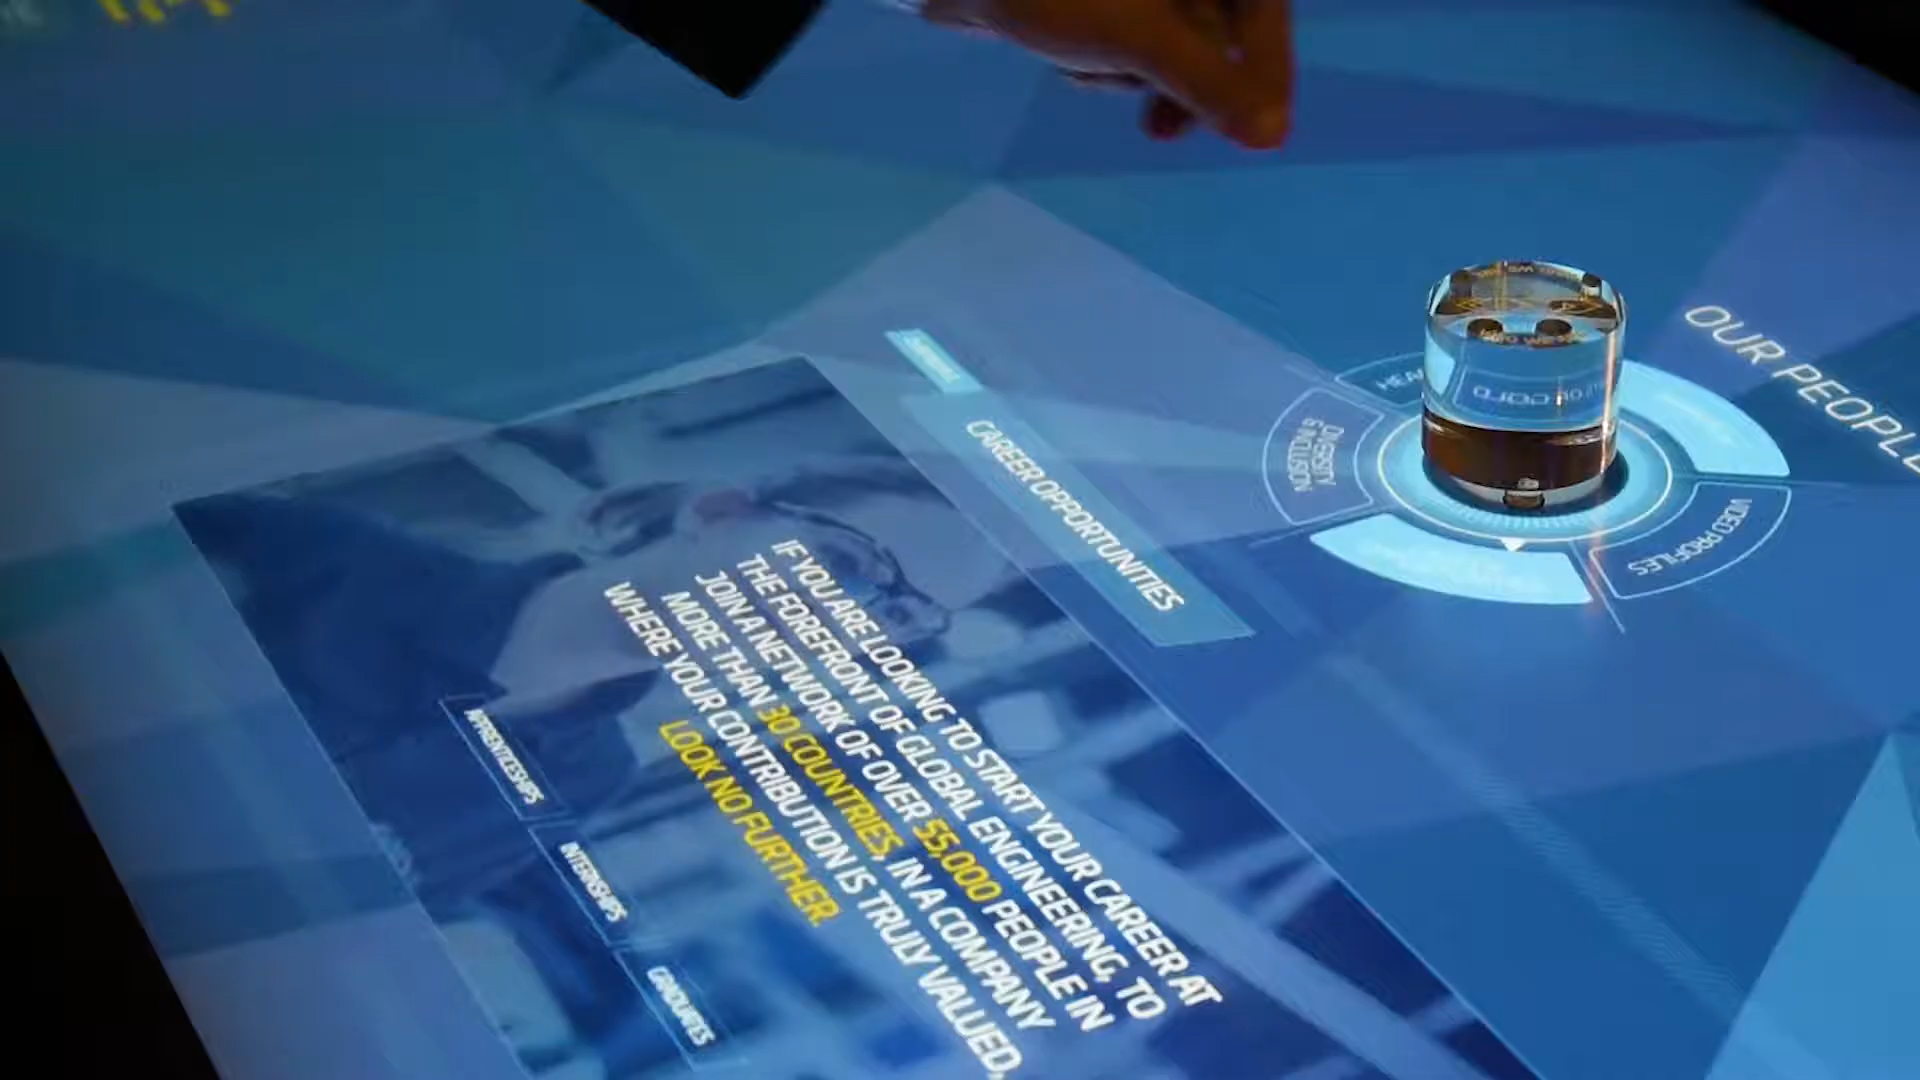 OUR PEOPLE
DIVERSITY
& INCLUSION
VIDEO PROFILES
CAREER OPPORTUNITIES
IF YOU ARE LOOKING TO START YOUR CAREER AT
THE FOREFRONT OF GLOBAL ENGINEERING, TO
JOIN A NETWORK OF OVER 55,000 PEOPLE IN
MORE THAN 30 COUNTRIES, IN A COMPANY
WHERE YOUR CONTRIBUTION IS TRULY VALUED,
LOOK NO FURTHER.
APPRENTICESHIPS
INTERNSHIPS
GRADUATES